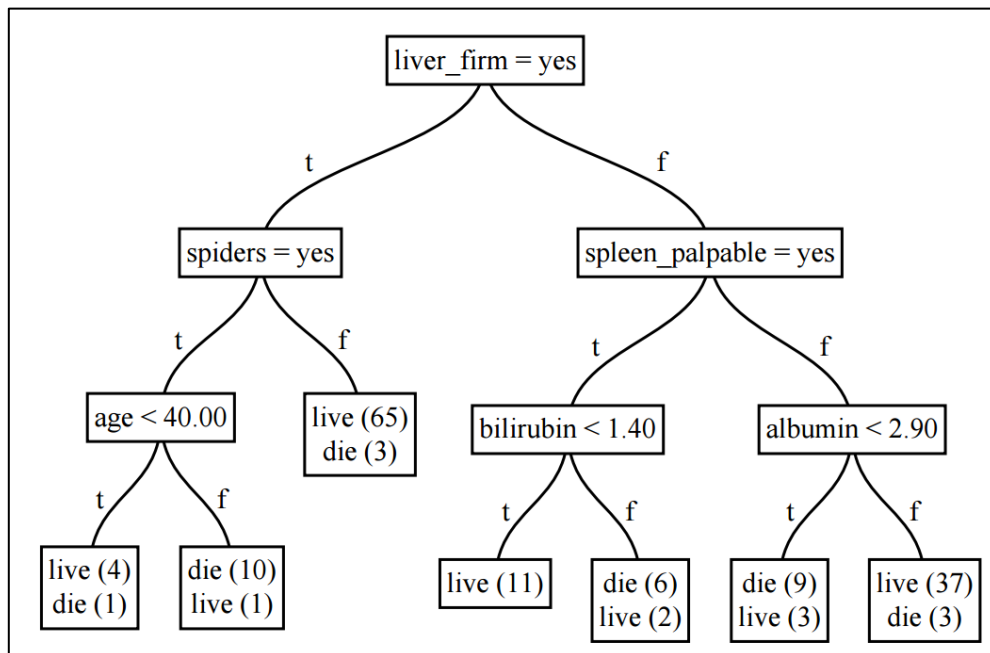 liver_firm = yes
t
f
spiders = yes
spleen_palpable = yes
t
f
t
f
age < 40.00
live (65)
die (3)
bilirubin < 1.40
albumin < 2.90
t
f
t
f
t
f
live (4)
die (1)
die (10)
live (1)
live (11)
die (6)
live (2)
die (9)
live (3)
live (37)
die (3)